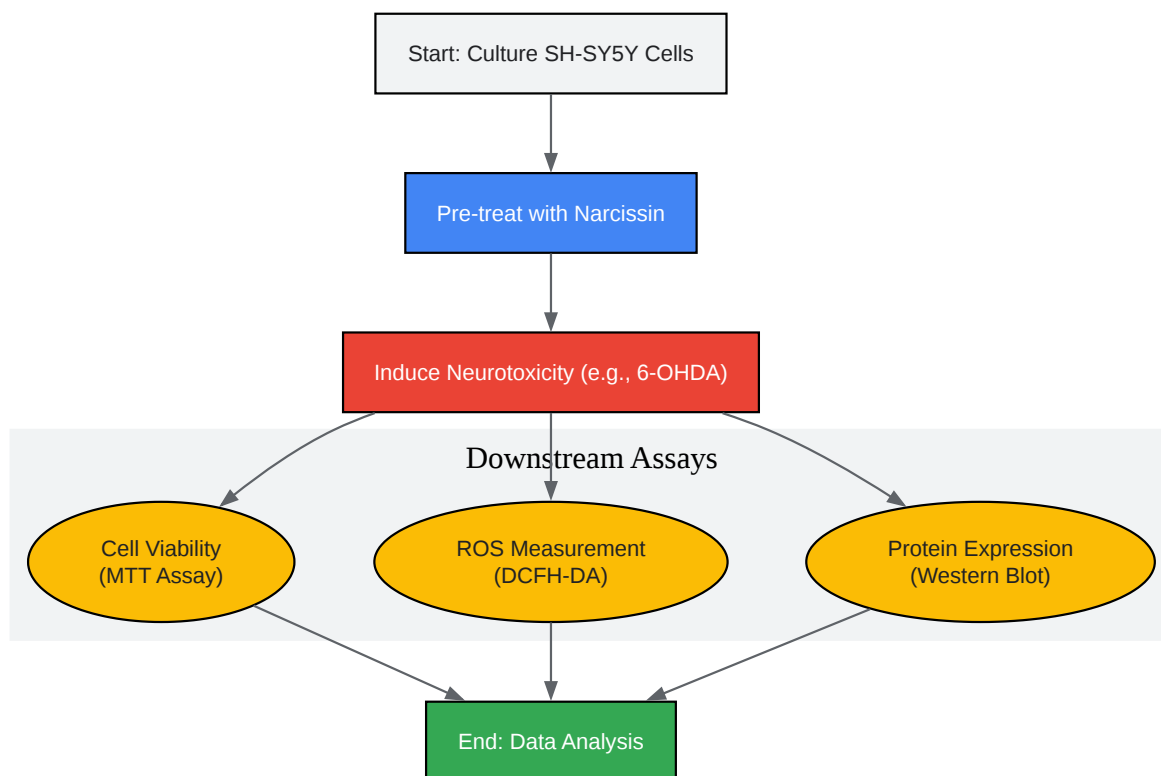 Start: Culture SH-SY5Y Cells
Pre-treat with Narcissin
Induce Neurotoxicity (e.g., 6-OHDA)
Downstream Assays
Cell Viability
(MTT Assay)
ROS Measurement
(DCFH-DA)
Protein Expression
(Western Blot)
End: Data Analysis